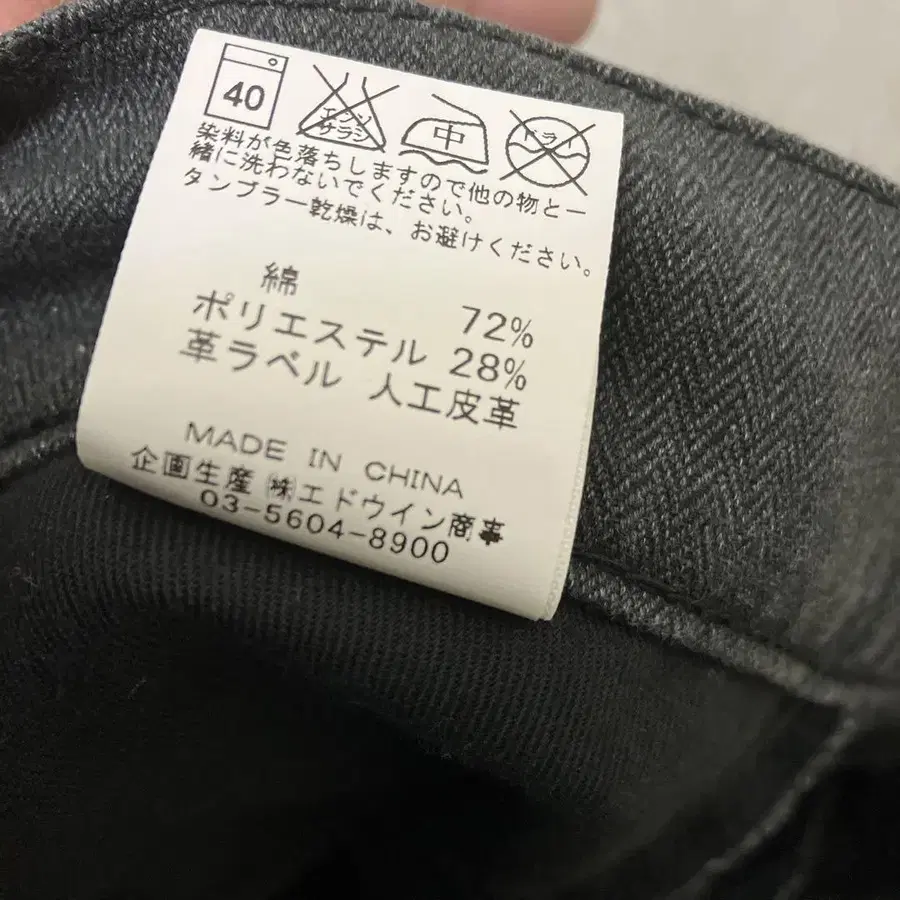 40 エンソ サラシ 中 ドライ
染料が色落ちしますので他の物と一
緒に洗わないでください。
タンブラー乾燥は、お避けください。
綿 72%
ポリエステル 28%
革ラベル 人工皮革
MADE IN CHINA
企画生産 ㈱エドウイン商事
03-5604-8900